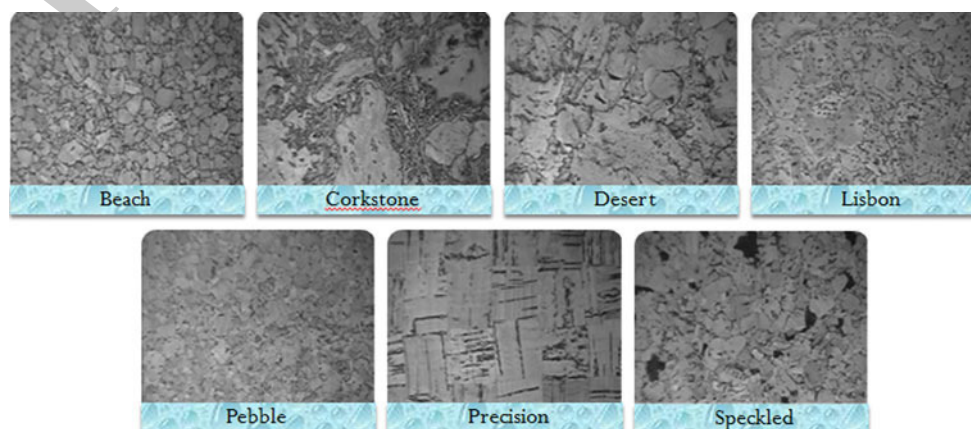 Beach
Corkstone
Desert
Lisbon
Pebble
Precision
Speckled